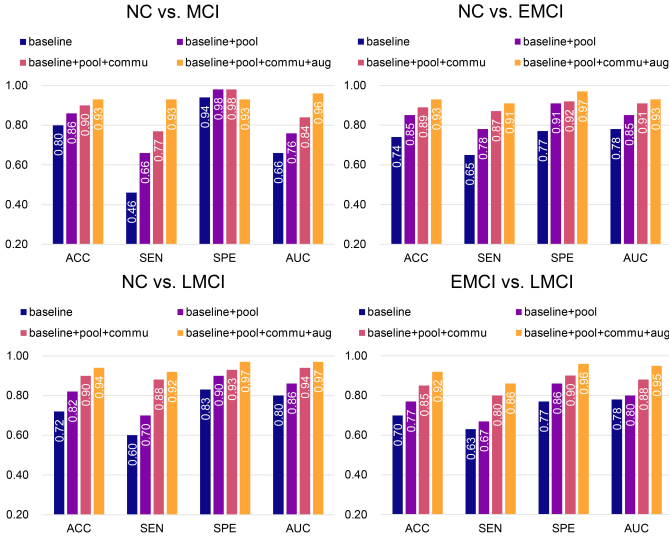 NC vs. MCI
baseline
baseline+pool
baseline+pool+commu
baseline+pool+commu+aug
1.00
0.80
0.60
0.40
0.20
0.80 0.86 0.90 0.93
0.46 0.66 0.77 0.93
0.94 0.98 0.98 0.93
0.66 0.76 0.84 0.96
ACC SEN SPE AUC
NC vs. EMCI
baseline
baseline+pool
baseline+pool+commu
baseline+pool+commu+aug
1.00
0.80
0.60
0.40
0.20
0.74 0.85 0.89 0.93
0.65 0.78 0.87 0.91
0.77 0.91 0.92 0.97
0.78 0.85 0.91 0.93
ACC SEN SPE AUC
NC vs. LMCI
baseline
baseline+pool
baseline+pool+commu
baseline+pool+commu+aug
1.00
0.80
0.60
0.40
0.20
0.72 0.82 0.90 0.94
0.60 0.70 0.88 0.92
0.83 0.90 0.93 0.97
0.80 0.86 0.94 0.97
ACC SEN SPE AUC
EMCI vs. LMCI
baseline
baseline+pool
baseline+pool+commu
baseline+pool+commu+aug
1.00
0.80
0.60
0.40
0.20
0.70 0.77 0.85 0.92
0.63 0.67 0.80 0.86
0.77 0.86 0.90 0.96
0.78 0.80 0.88 0.95
ACC SEN SPE AUC